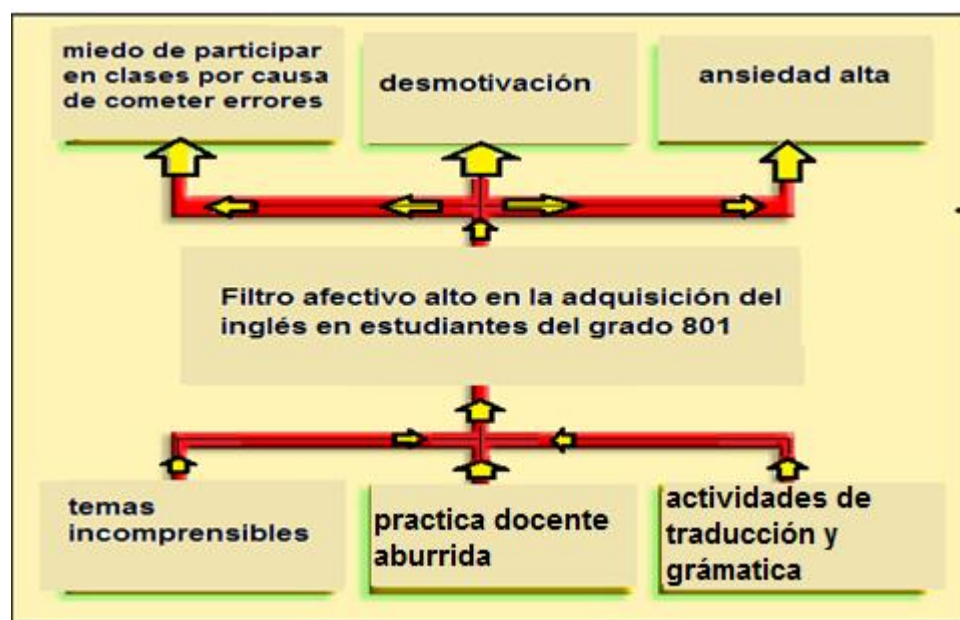 miedo de participar
en clases por causa
de cometer errores
desmotivación
ansiedad alta
Filtro afectivo alto en la adquisición del
inglés en estudiantes del grado 801
temas
incomprensibles
practica docente
aburrida
actividades de
traducción y
grámatica